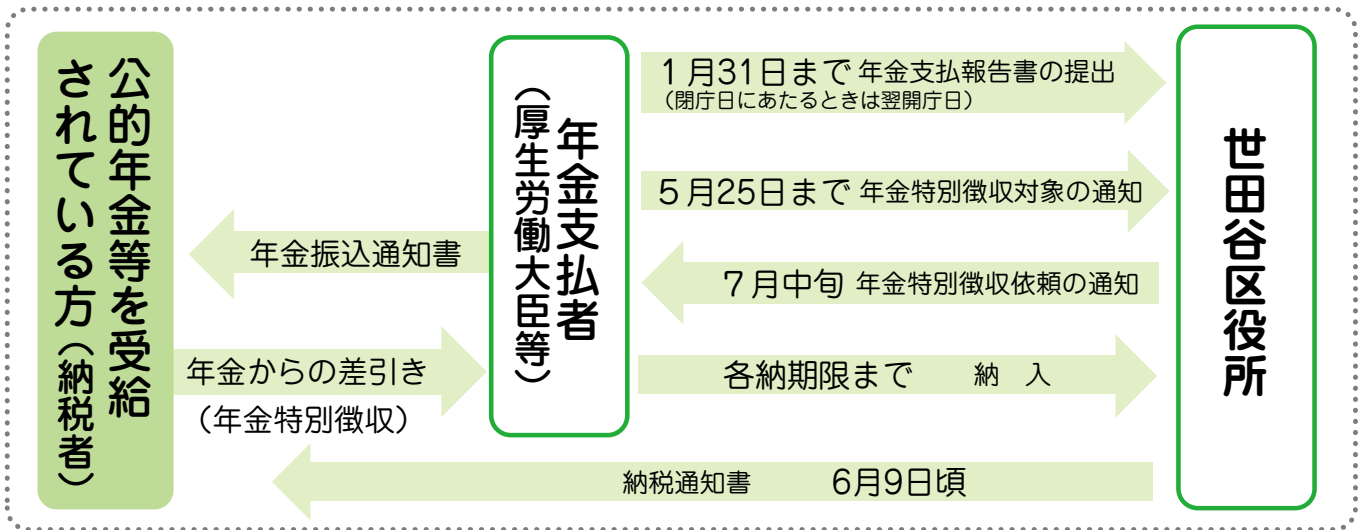 公的年金等を受給
されている方(納税者)
年金支払者
(厚生労働大臣等)
世田谷区役所
1月31日まで 年金支払報告書の提出
(閉庁日にあたるときは翌開庁日)
5月25日まで 年金特別徴収対象の通知
年金振込通知書
7月中旬 年金特別徴収依頼の通知
年金からの差引き
(年金特別徴収)
各納期限まで 納 入
納税通知書 6月9日頃